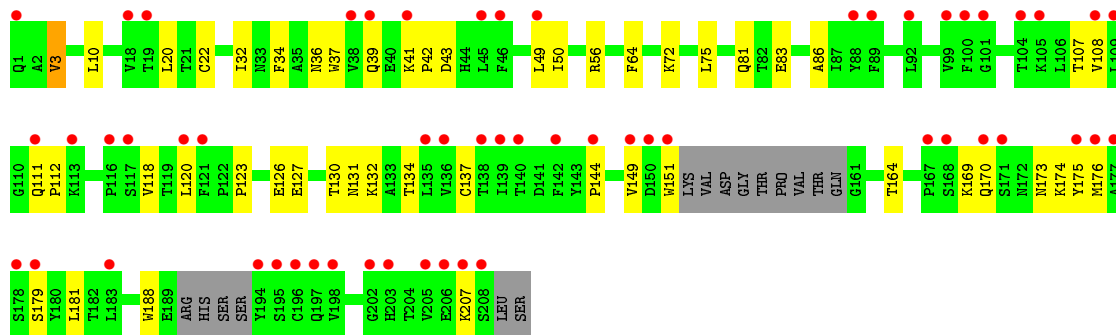 Q1 A2 V3 L10 V18 T19 L20 T21 C22 I32 N33 F34 A35 N36 W37 V38 Q39 E40 K41 P42 D43 H44 L45 F46 L49 I50 R56 F64 K72 L75 Q81 T82 E83 A86 I87 Y88 F89 L92 V99 F100 G101 T104 K105 L106 T107 V108 L109
G110 Q111 P112 K113 P116 S117 V118 T119 L120 F121 P122 P123 E126 E127 T130 N131 K132 A133 T134 L135 V136 C137 T138 I139 T140 D141 F142 Y143 P144 V149 D150 W151 LYS VAL ASP GLY THR PRO VAL THR GLN G161 T164 P167 S168 K169 Q170 S171 N172 N173 K174 Y175 M176 A177
S178 S179 Y180 L181 T182 L183 W188 E189 ARG HIS SER SER Y194 S195 C196 Q197 V198 G202 H203 T204 V205 E206 K207 S208 LEU SER